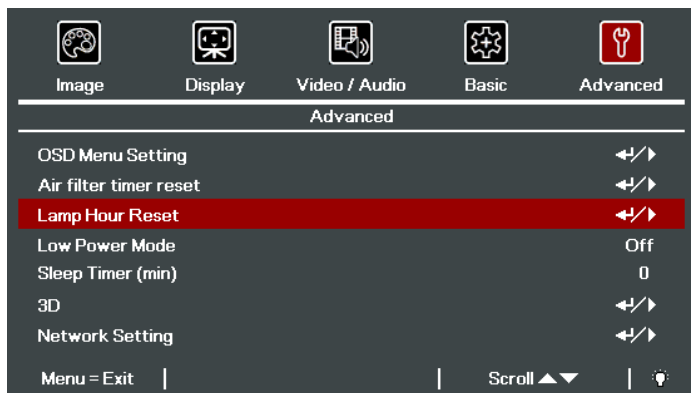 Image Display Video / Audio Basic Advanced
Advanced
OSD Menu Setting
Air filter timer reset
Lamp Hour Reset
Low Power Mode Off
Sleep Timer (min) 0
3D
Network Setting
Menu = Exit Scroll